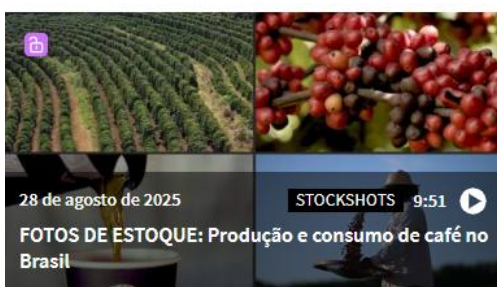 28 de agosto de 2025 STOCKSHOTS 9:51
FOTOS DE ESTOQUE: Produção e consumo de café no
Brasil